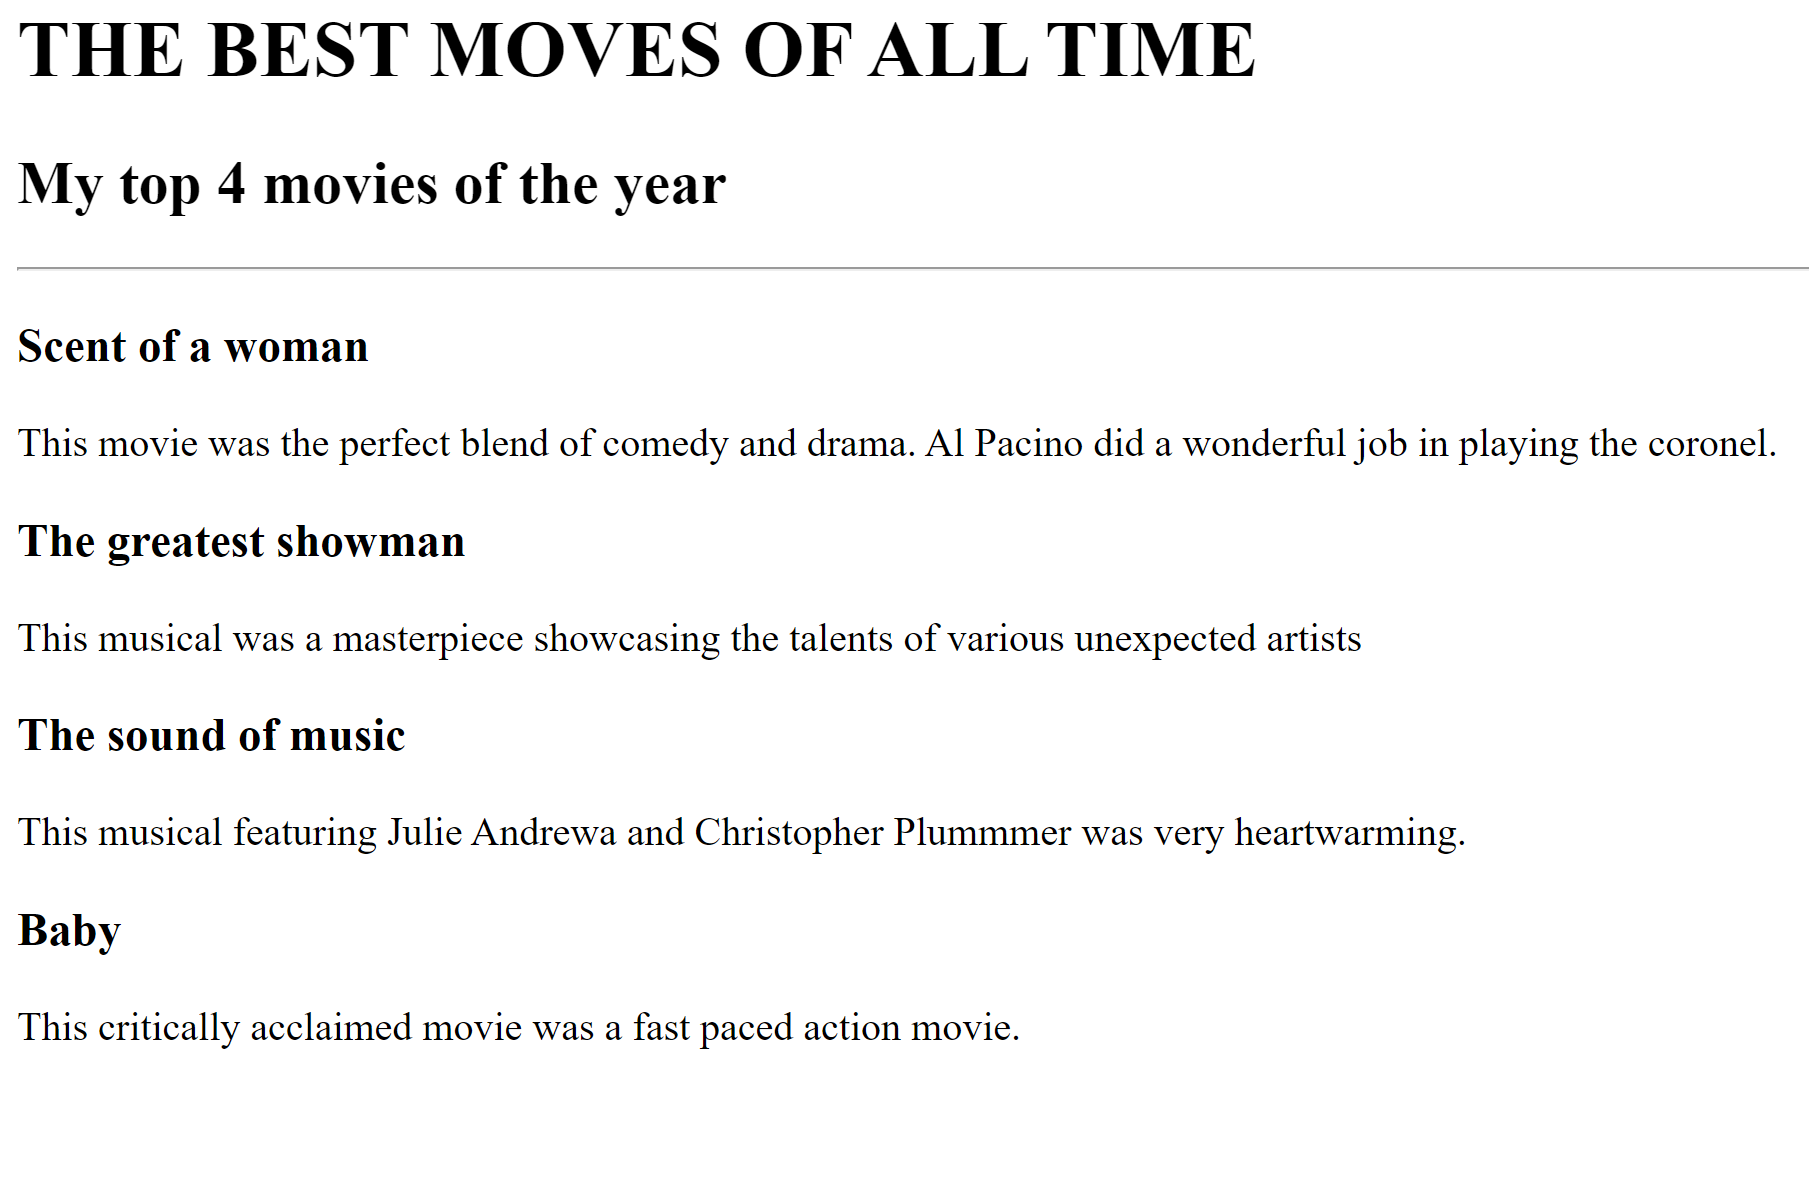 THE BEST MOVES OF ALL TIME
My top 4 movies of the year
Scent of a woman
This movie was the perfect blend of comedy and drama. Al Pacino did a wonderful job in playing the coronel.
The greatest showman
This musical was a masterpiece showcasing the talents of various unexpected artists
The sound of music
This musical featuring Julie Andrewa and Christopher Plummmer was very heartwarming.
Baby
This critically acclaimed movie was a fast paced action movie.